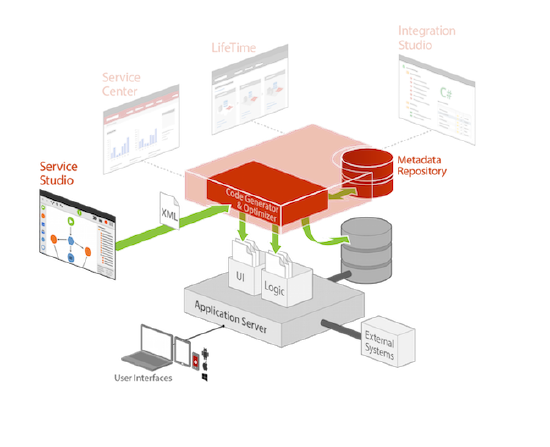 LifeTime
Integration
Studio
Service
Center
C#
Service
Studio
Metadata
Repository
Code Generator
& Optimizer
XML
UI
Logic
Application Server
External
Systems
User Interfaces